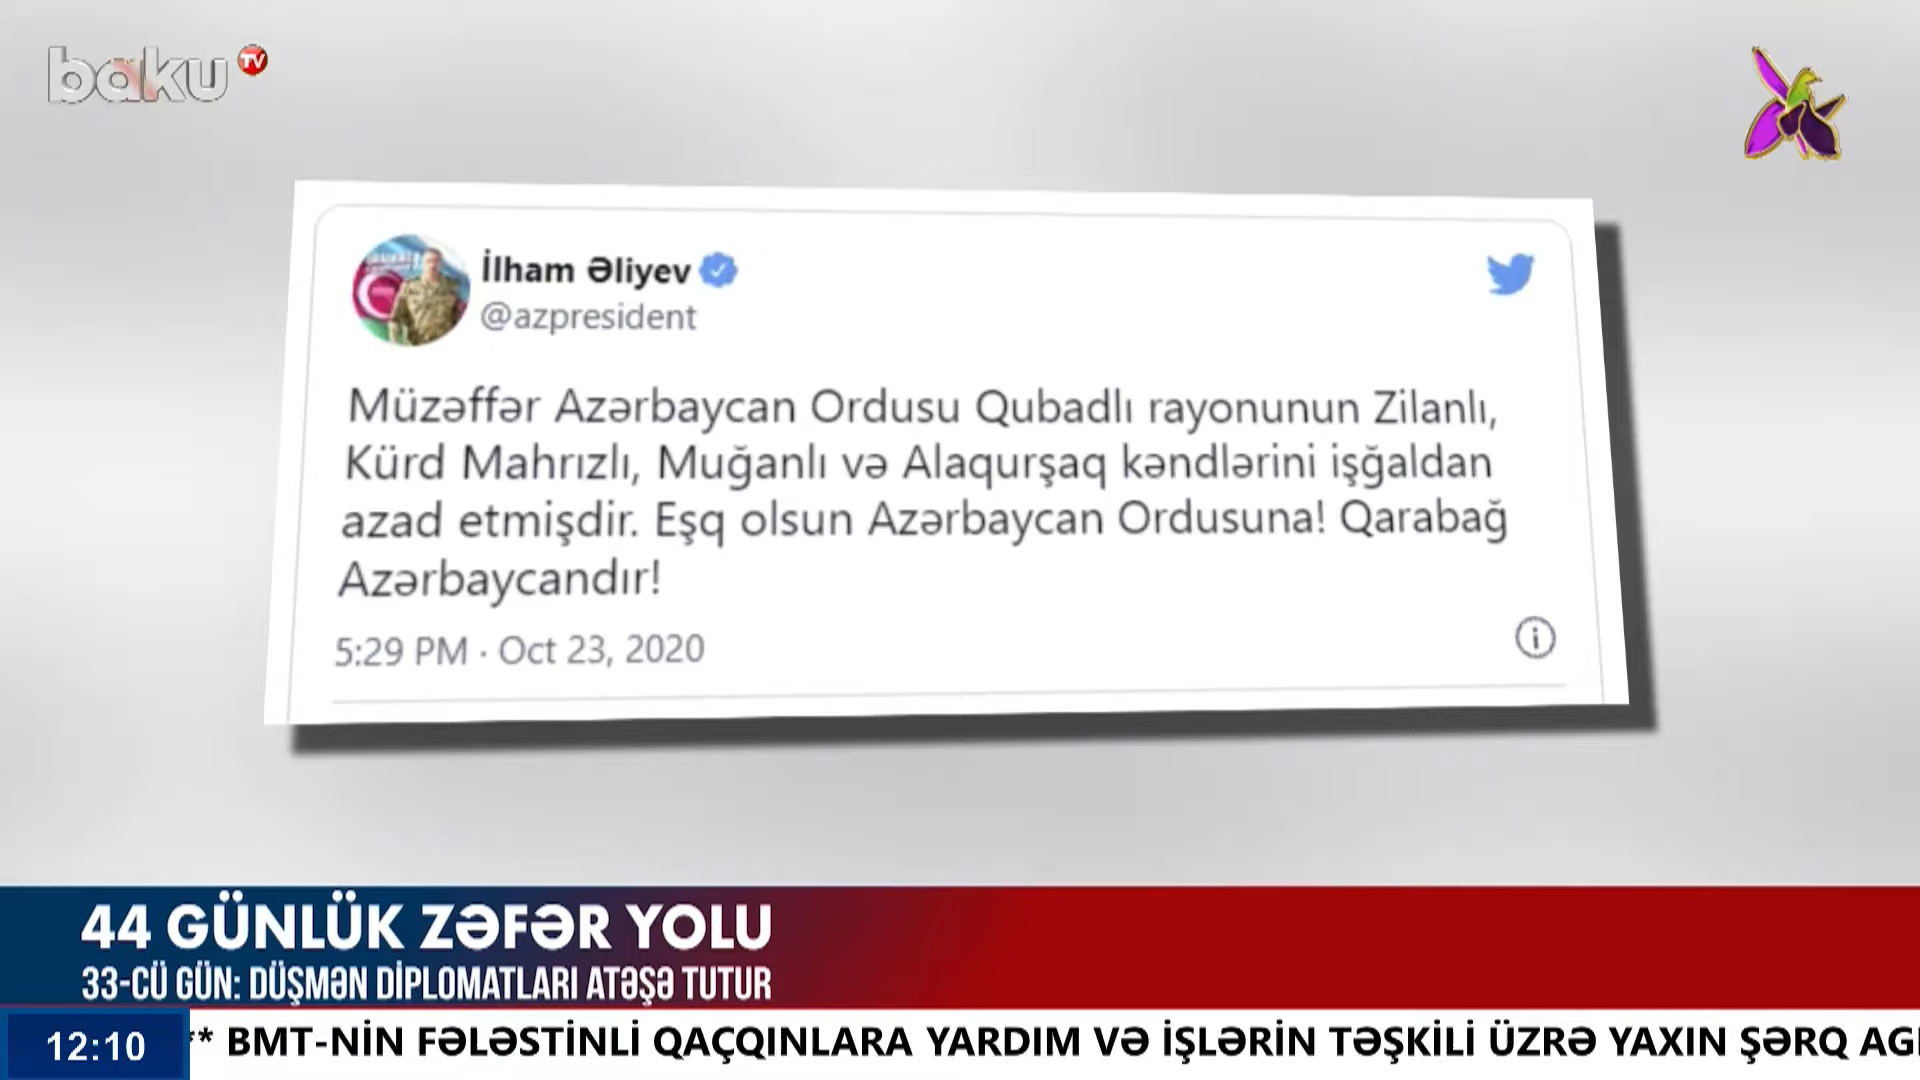 baku TV
İlham Əliyev
@azpresident
Müzəffər Azərbaycan Ordusu Qubadlı rayonunun Zilanlı,
Kürd Mahrızlı, Muğanlı və Alaqurşaq kəndlərini işğaldan
azad etmişdir. Eşq olsun Azərbaycan Ordusuna! Qarabağ
Azərbaycandır!
5:29 PM · Oct 23, 2020
44 GÜNLÜK ZƏFƏR YOLU
33-CÜ GÜN: DÜŞMƏN DİPLOMATLARI ATƏŞƏ TUTUR
12:10 ** BMT-NİN FƏLƏSTİNLİ QAÇQINLARA YARDIM VƏ İŞLƏRİN TƏŞKİLİ ÜZRƏ YAXIN ŞƏRQ